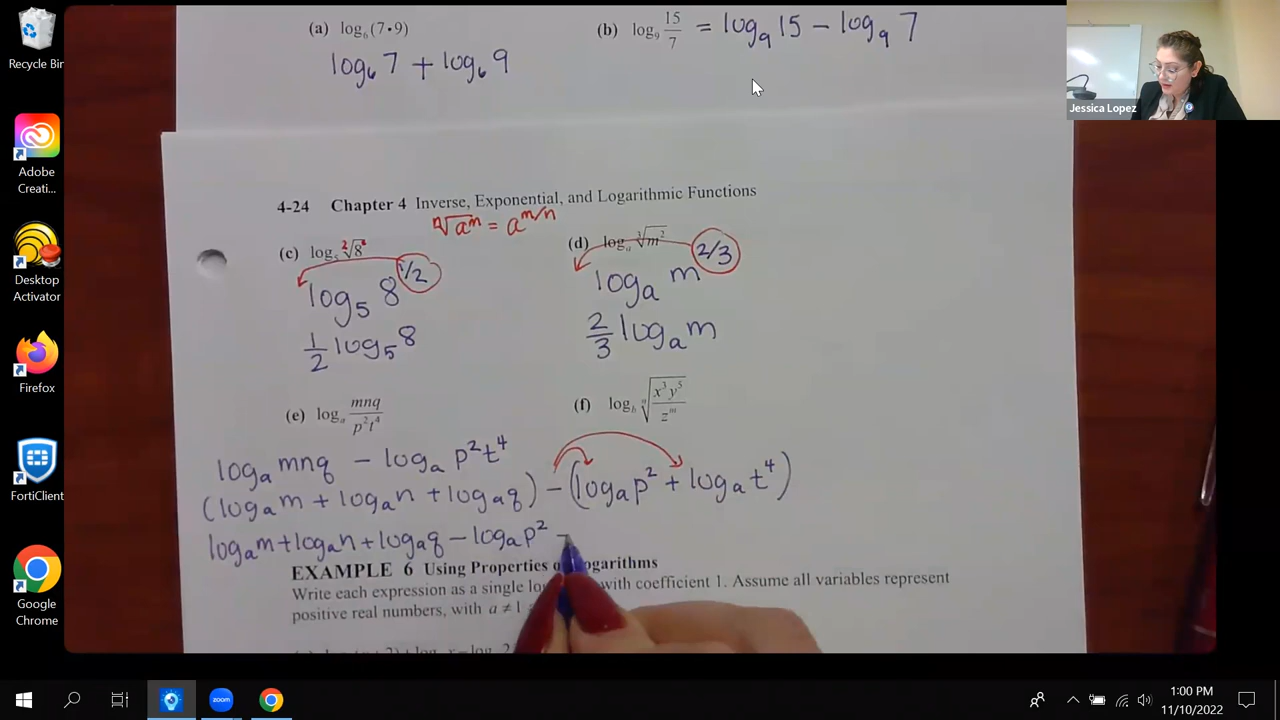 Recycle Bin
Adobe Creati...
Desktop Activator
Firefox
FortiClient
Google Chrome
(a) log₆(7•9)
log₆ 7 + log₆ 9
(b) log₉ 15/7 = log₉ 15 − log₉ 7
Jessica Lopez
4-24 Chapter 4 Inverse, Exponential, and Logarithmic Functions
ⁿ√aᵐ = a^(m/n)
(c) log₅ ²√8¹
log₅ 8^(1/2)
1/2 log₅ 8
(d) logₐ ³√m²
logₐ m^(2/3)
2/3 logₐ m
(e) logₐ mnq/p²t⁴
logₐ mnq − logₐ p²t⁴
(logₐ m + logₐ n + logₐ q) − (logₐ p² + logₐ t⁴)
logₐ m + logₐ n + logₐ q − logₐ p² −
(f) log_b ⁿ√(x³y⁵/zᵐ)
EXAMPLE 6 Using Properties of Logarithms
Write each expression as a single with coefficient 1. Assume all variables represent
positive real numbers, with a ≠ 1
1:00 PM
11/10/2022
zoom